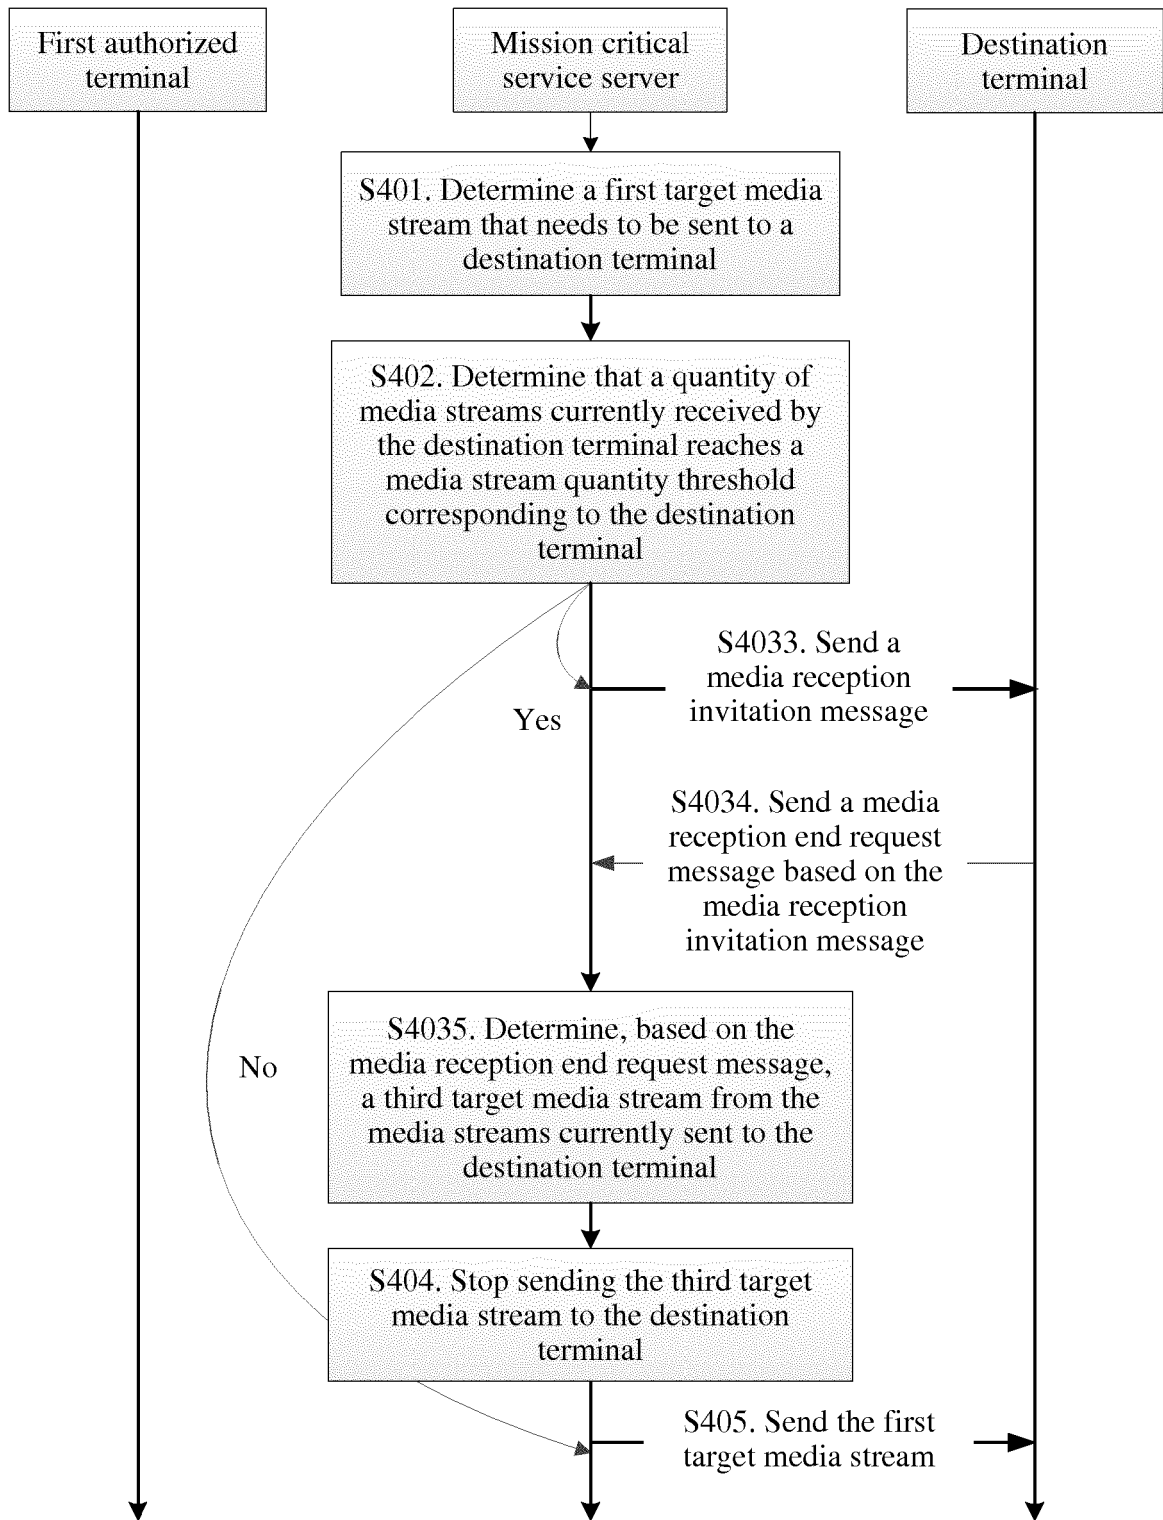 First authorized
terminal
Mission critical
service server
Destination
terminal
S401. Determine a first target media
stream that needs to be sent to a
destination terminal
S402. Determine that a quantity of
media streams currently received by
the destination terminal reaches a
media stream quantity threshold
corresponding to the destination
terminal
S4033. Send a
media reception
invitation message
Yes
S4034. Send a media
reception end request
message based on the
media reception
invitation message
S4035. Determine, based on the
media reception end request message,
a third target media stream from the
media streams currently sent to the
destination terminal
No
S404. Stop sending the third target
media stream to the destination
terminal
S405. Send the first
target media stream